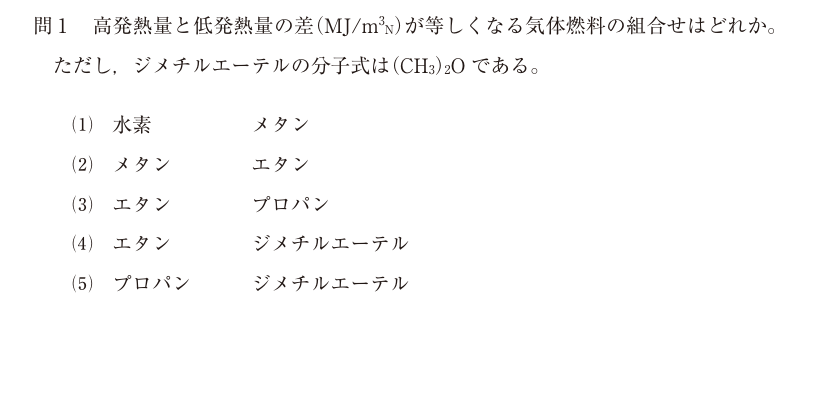 問1 高発熱量と低発熱量の差(MJ/m³N)が等しくなる気体燃料の組合せはどれか。
ただし，ジメチルエーテルの分子式は(CH₃)₂O である。
(1) 水素 メタン
(2) メタン エタン
(3) エタン プロパン
(4) エタン ジメチルエーテル
(5) プロパン ジメチルエーテル